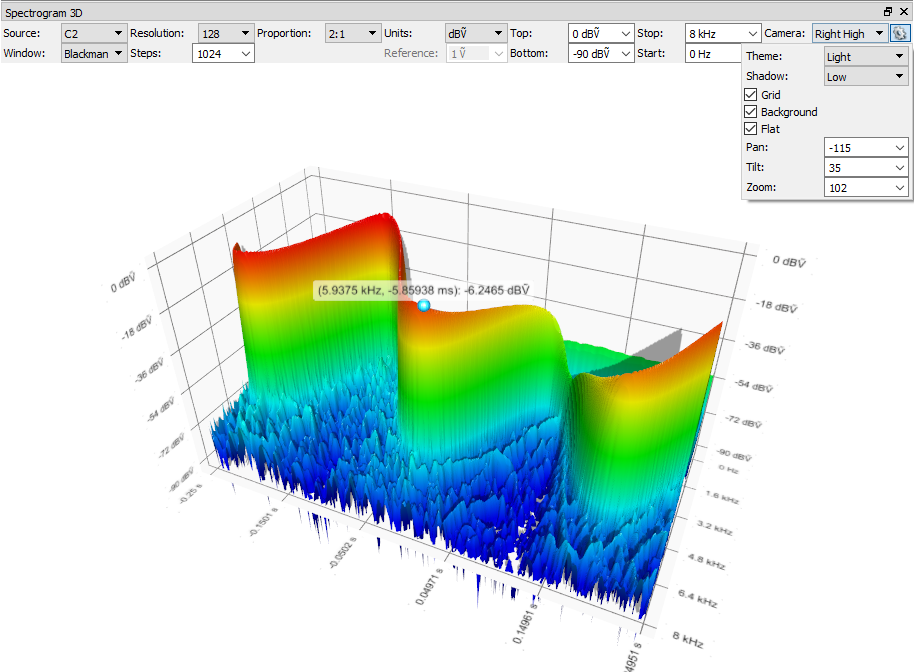 Spectrogram 3D
Source: C2 Resolution: 128 Proportion: 2:1 Units: dBṼ Top: 0 dBṼ Stop: 8 kHz Camera: Right High
Window: Blackman Steps: 1024 Reference: 1 Ṽ Bottom: -90 dBṼ Start: 0 Hz
Theme: Light
Shadow: Low
Grid
Background
Flat
Pan: -115
Tilt: 35
Zoom: 102
(5.9375 kHz, -5.85938 ms): -6.2465 dBṼ
0 dBṼ
-18 dBṼ
-36 dBṼ
-54 dBṼ
-72 dBṼ
-90 dBṼ
0 dBṼ
-18 dBṼ
-36 dBṼ
-54 dBṼ
-72 dBṼ
-90 dBṼ
0 Hz
1.6 kHz
3.2 kHz
4.8 kHz
6.4 kHz
8 kHz
-0.25 s
-0.1501 s
-0.0502 s
0.04971 s
0.14961 s
4951 s